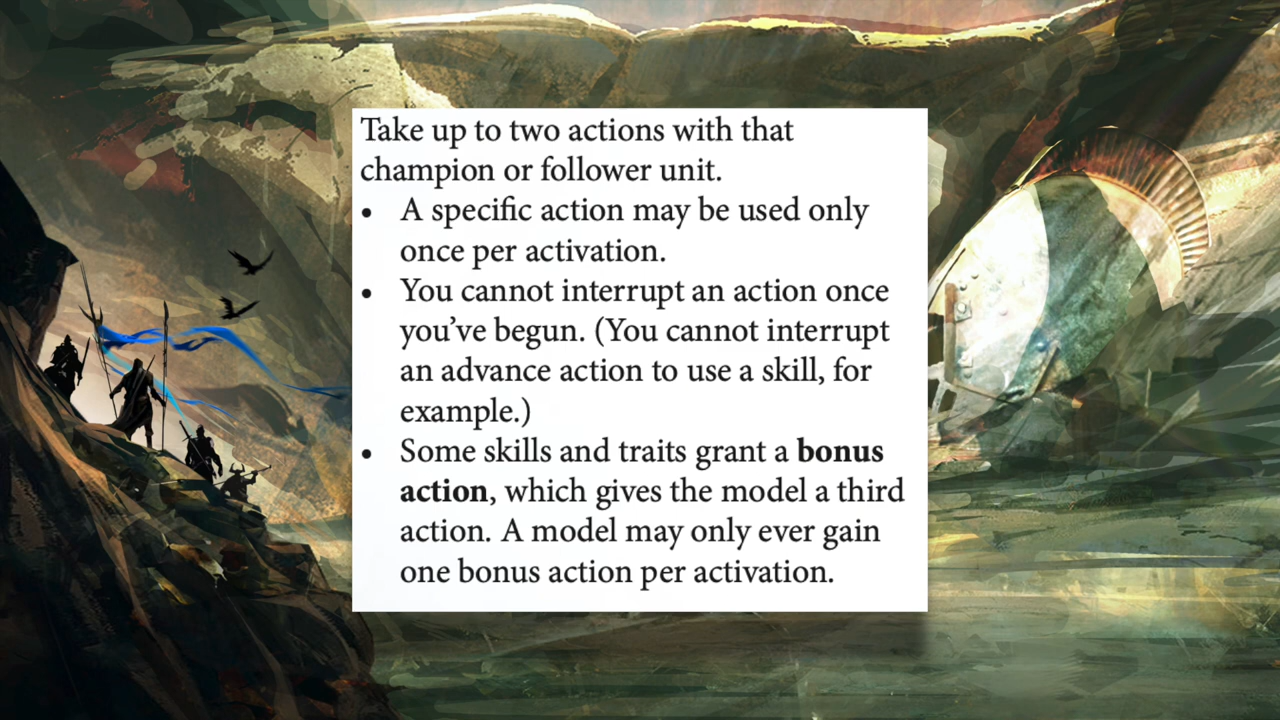 Take up to two actions with that
champion or follower unit.
• A specific action may be used only
once per activation.
• You cannot interrupt an action once
you’ve begun. (You cannot interrupt
an advance action to use a skill, for
example.)
• Some skills and traits grant a bonus
action, which gives the model a third
action. A model may only ever gain
one bonus action per activation.